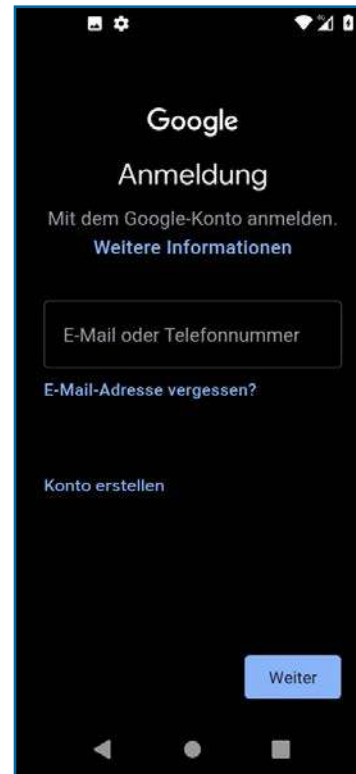 Google
Anmeldung
Mit dem Google-Konto anmelden.
Weitere Informationen
E-Mail oder Telefonnummer
E-Mail-Adresse vergessen?
Konto erstellen
Weiter